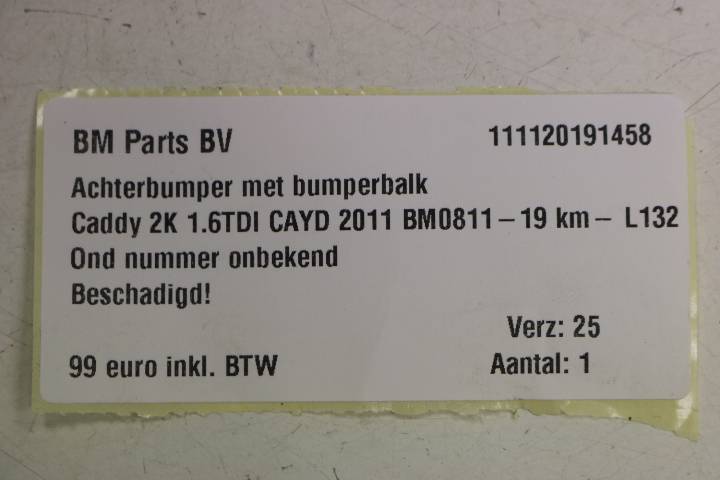 BM Parts BV 111120191458
Achterbumper met bumperbalk
Caddy 2K 1.6TDI CAYD 2011 BM0811 – 19 km – L132
Ond nummer onbekend
Beschadigd!
Verz: 25
99 euro inkl. BTW Aantal: 1